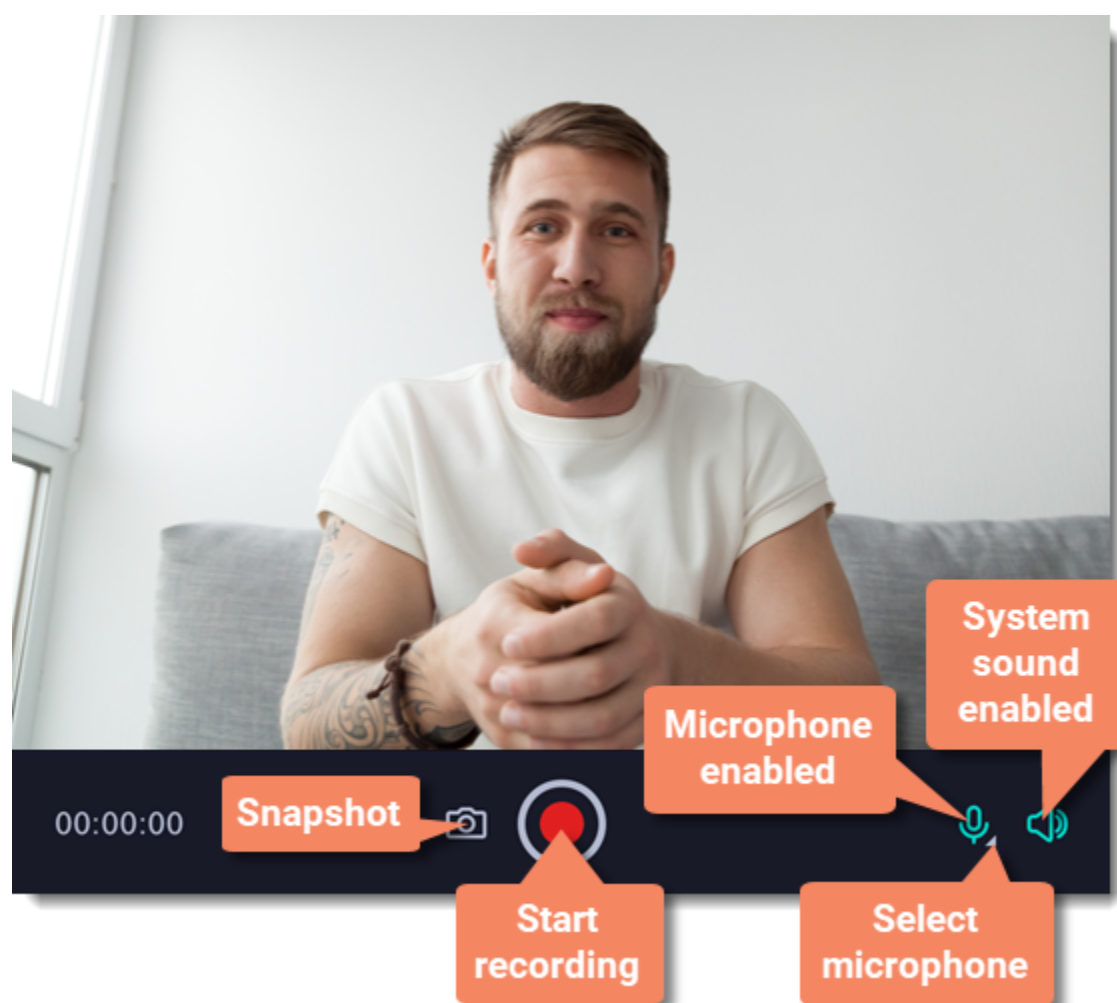 System
sound
enabled
Microphone
enabled
00:00:00
Snapshot
Start
recording
Select
microphone